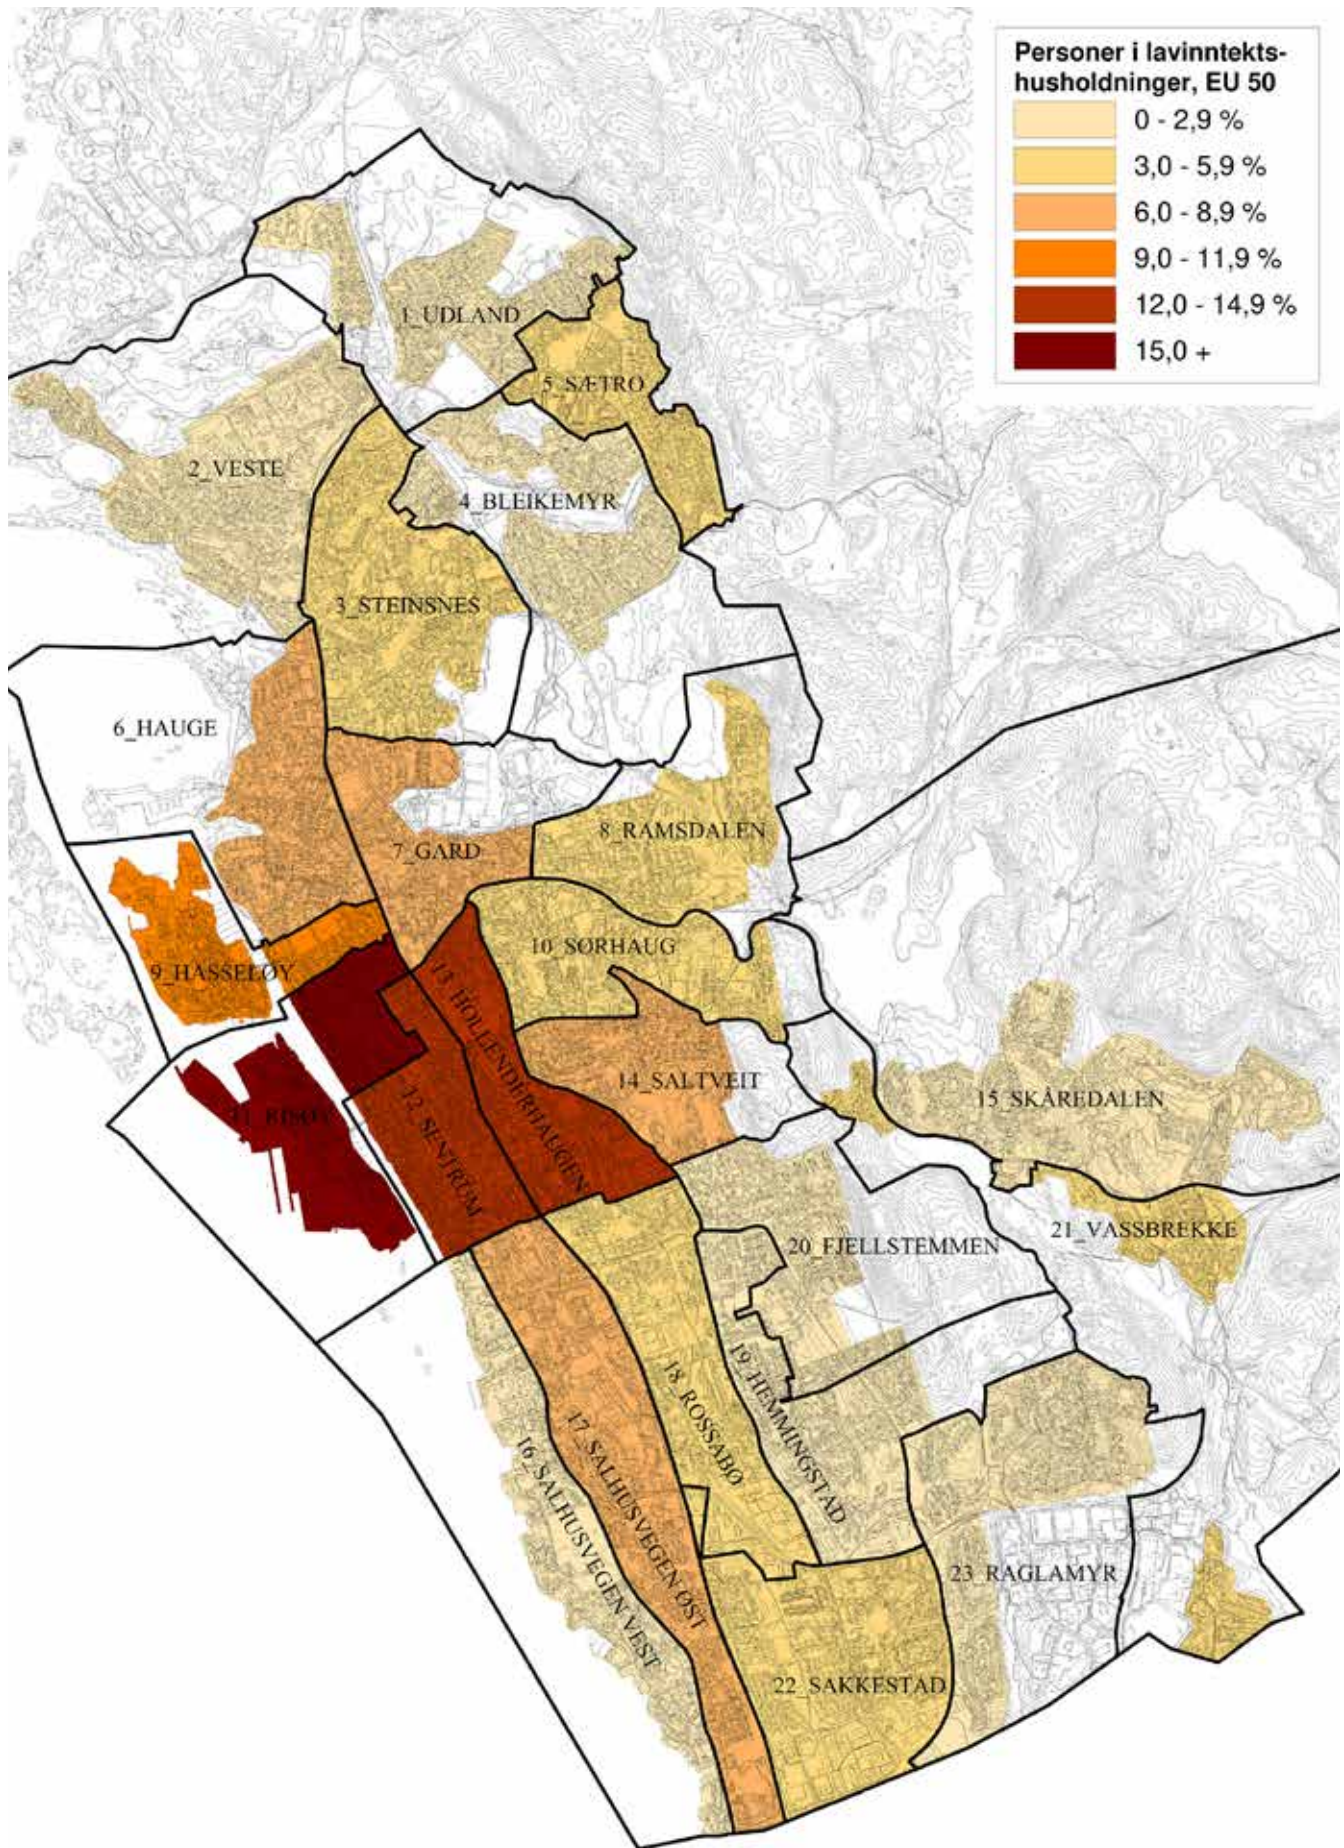 Personer i lavinntekts-
husholdninger, EU 50
0 - 2,9 %
3,0 - 5,9 %
6,0 - 8,9 %
9,0 - 11,9 %
12,0 - 14,9 %
15,0 +
1_UDLAND
5_SÆTRO
2_VESTE
4_BLEIKEMYR
3_STEINSNES
6_HAUGE
8_RAMSDALEN
7_GARD
10_SØRHAUG
9_HASSELØY
13_HOLLENDERHAUGEN
14_SALTVEIT
15_SKÅREDALEN
11_RISØY
12_SENTRUM
21_VASSBREKKE
20_FJELLSTEMMEN
19_HEMMINGSTAD
18_ROSSABØ
17_SALHUSVEGEN ØST
16_SALHUSVEGEN VEST
23_RAGLAMYR
22_SAKKESTAD